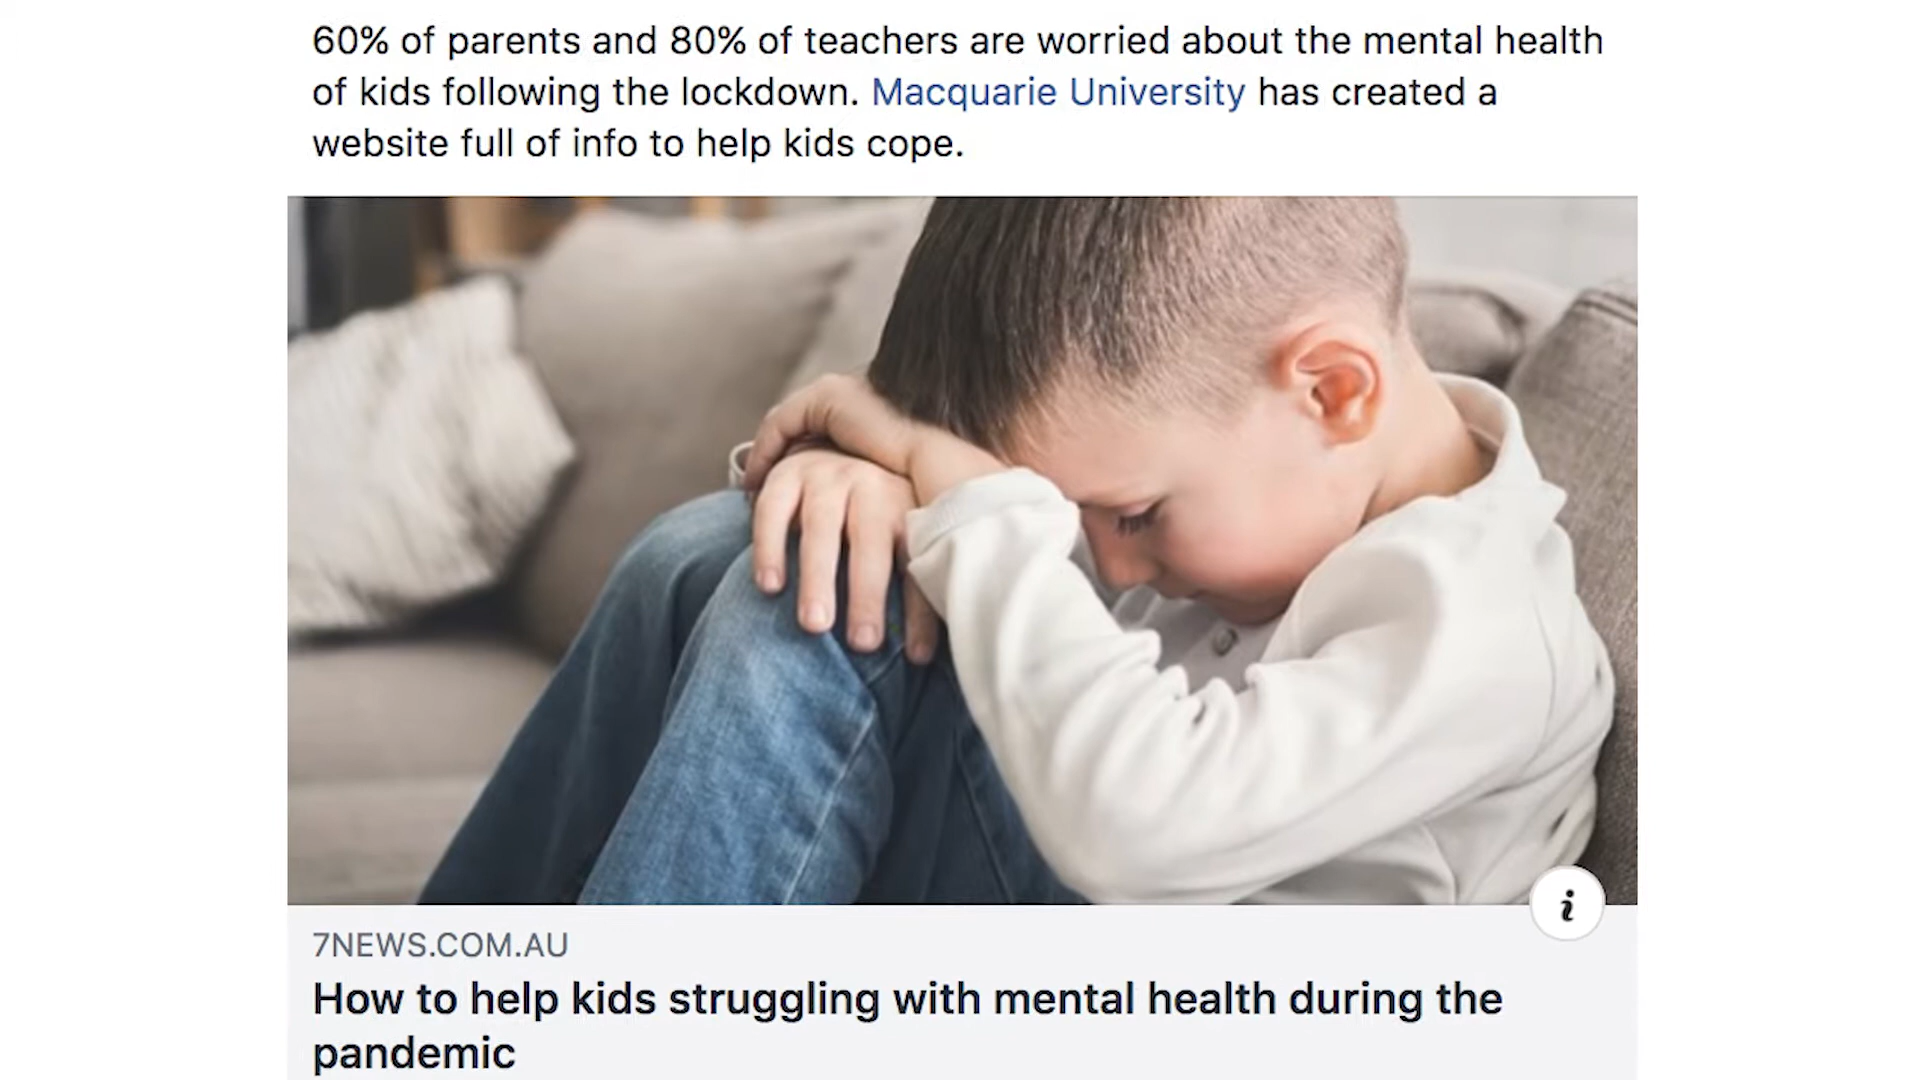 60% of parents and 80% of teachers are worried about the mental health
of kids following the lockdown. Macquarie University has created a
website full of info to help kids cope.
i
7NEWS.COM.AU
How to help kids struggling with mental health during the
pandemic